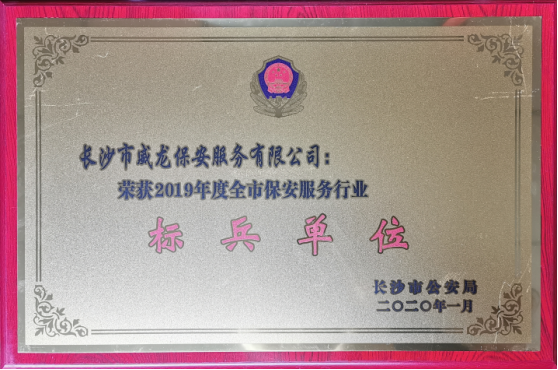 长沙市威龙保安服务有限公司：
荣获2019年度全市保安服务行业
标兵单位
长沙市公安局
二〇二〇年一月